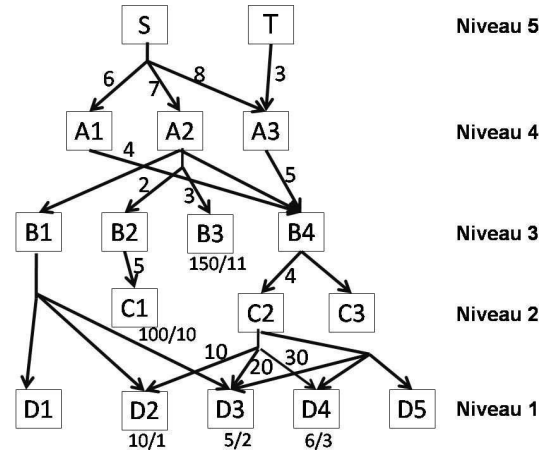 S T Niveau 5
6 7 8 3
A1 A2 A3 Niveau 4
4 5
2 3
B1 B2 B3 B4 Niveau 3
150/11
5 4
C1 C2 C3 Niveau 2
100/10
10 20 30
D1 D2 D3 D4 D5 Niveau 1
10/1 5/2 6/3